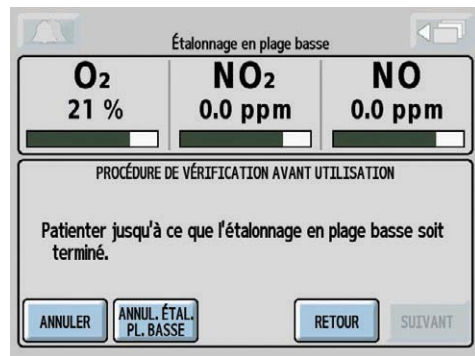 Étalonnage en plage basse
O₂ NO₂ NO
21 % 0.0 ppm 0.0 ppm
PROCÉDURE DE VÉRIFICATION AVANT UTILISATION
Patienter jusqu'à ce que l'étalonnage en plage basse soit
terminé.
ANNULER
ANNUL. ÉTAL.
PL. BASSE
RETOUR
SUIVANT